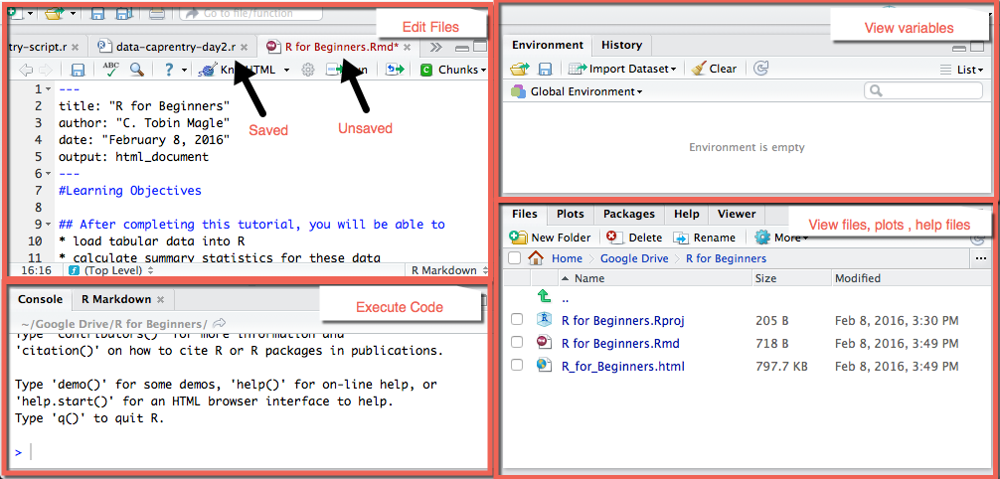 Go to file/function
Edit Files
try-script.r
data-caprentry-day2.r
R for Beginners.Rmd*
ABC
Chunks
1 ---
2 title: "R for Beginners"
3 author: "C. Tobin Magle"
4 date: "February 8, 2016"
5 output: html_document
6 ---
7 #Learning Objectives
8
9 ## After completing this tutorial, you will be able to
10 * load tabular data into R
11 * calculate summary statistics for these data
Saved
Unsaved
16:16 (Top Level) R Markdown
Console R Markdown
Execute Code
~/Google Drive/R for Beginners/
Type 'contributors()' for more information and
'citation()' on how to cite R or R packages in publications.
Type 'demo()' for some demos, 'help()' for on-line help, or
'help.start()' for an HTML browser interface to help.
Type 'q()' to quit R.
>
View variables
Environment History
Import Dataset Clear List
Global Environment
Environment is empty
Files Plots Packages Help Viewer
View files, plots , help files
New Folder Delete Rename More
Home Google Drive R for Beginners ...
Name Size Modified
..
R for Beginners.Rproj 205 B Feb 8, 2016, 3:30 PM
R for Beginners.Rmd 718 B Feb 8, 2016, 3:49 PM
R_for_Beginners.html 797.7 KB Feb 8, 2016, 3:49 PM